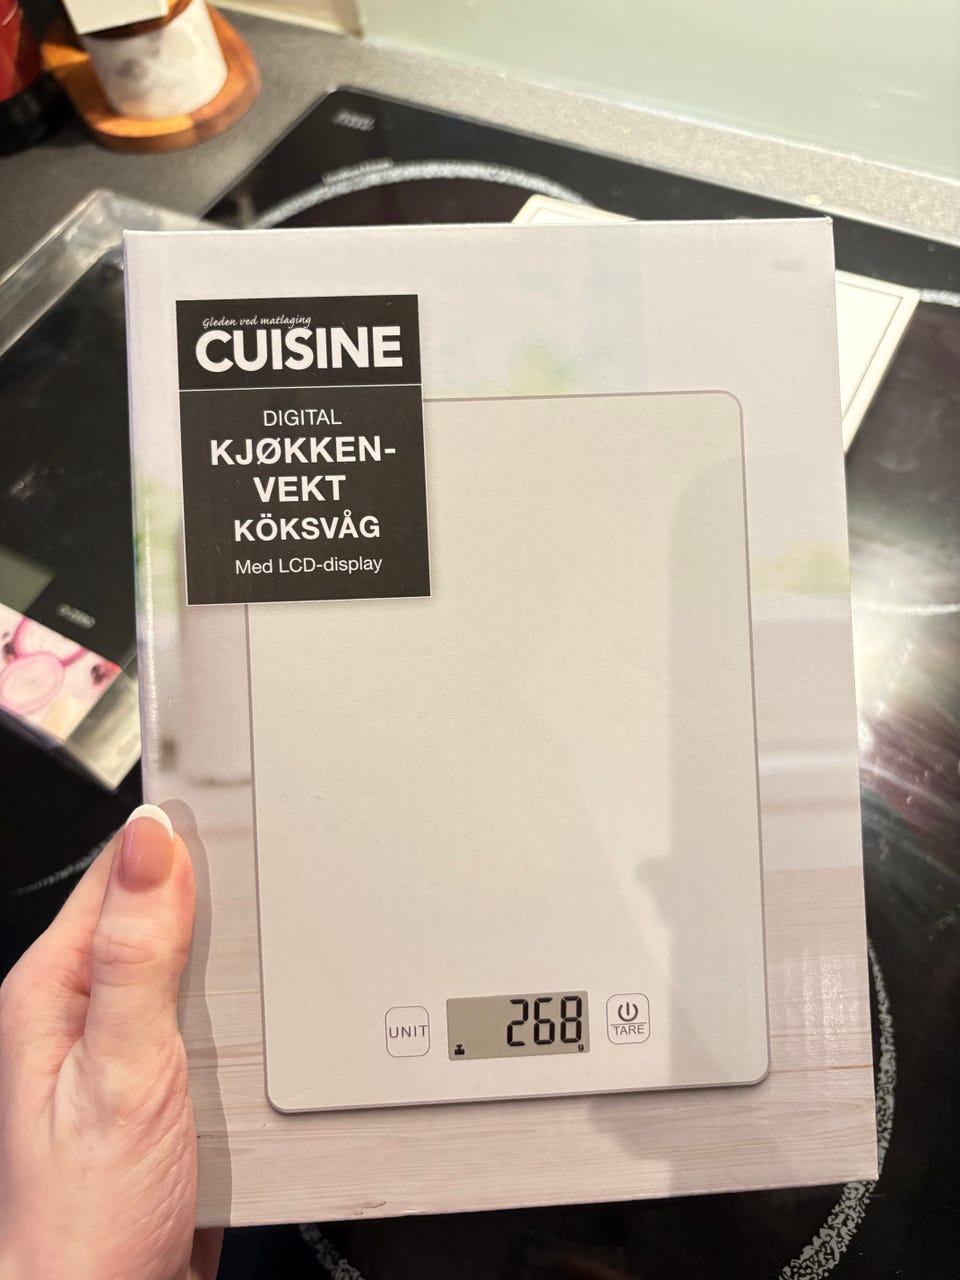 Gleden ved matlaging
CUISINE
DIGITAL
KJØKKEN-
VEKT
KÖKSVÅG
Med LCD-display
UNIT
268
g
TARE